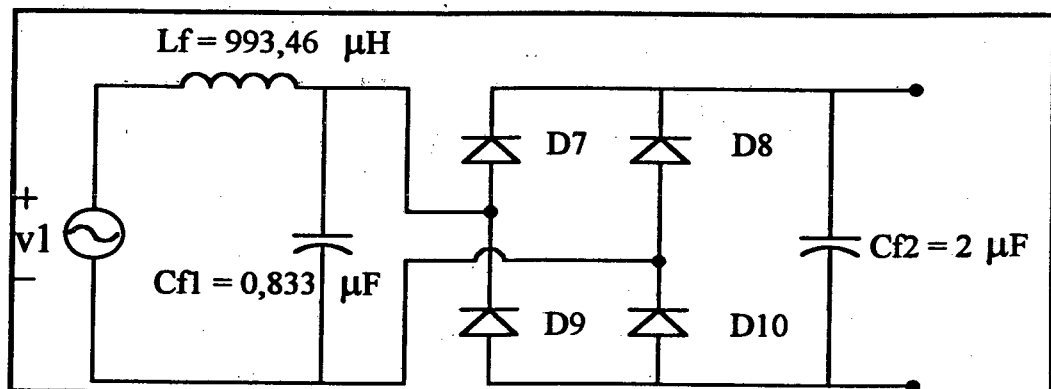 Lf = 993,46 μH
D7
D8
+
v1
−
Cf1 = 0,833 μF
Cf2 = 2 μF
D9
D10